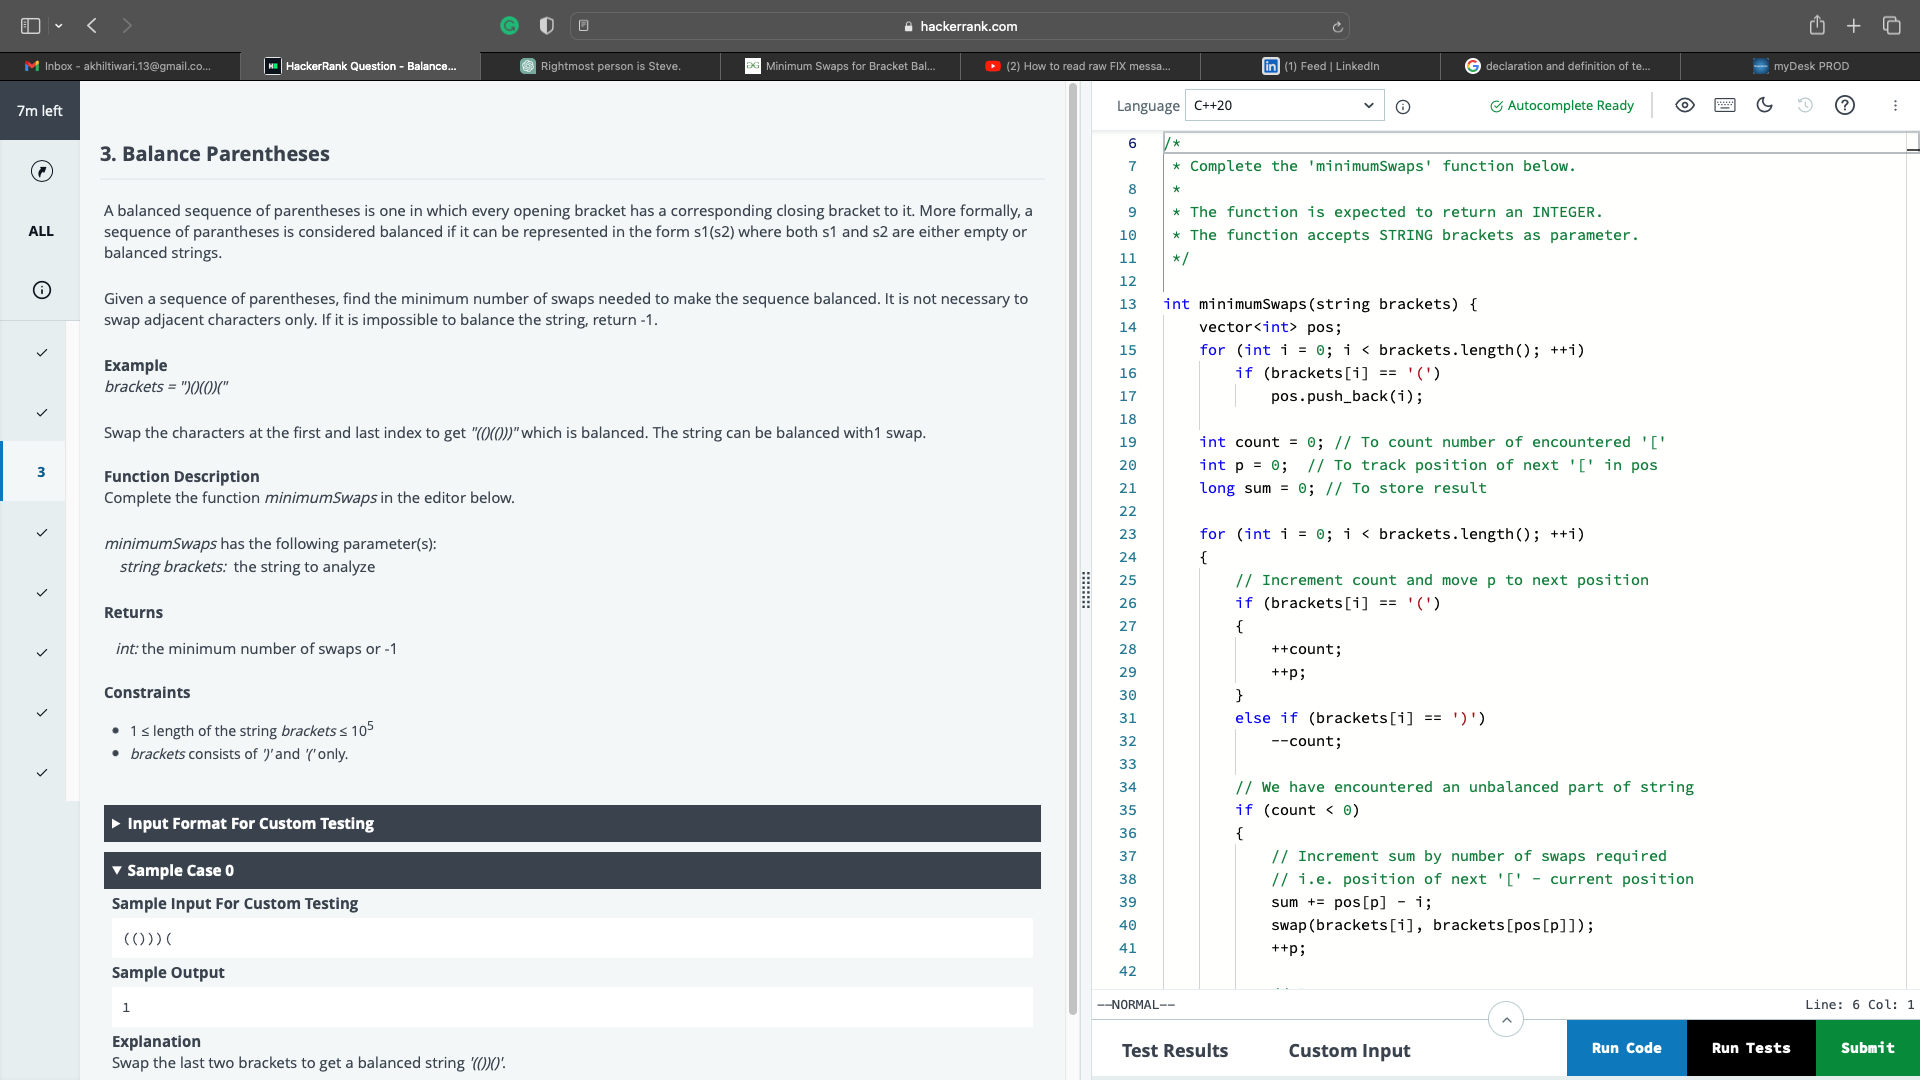 hackerrank.com
Inbox - akhiltiwari.13@gmail.co...
HackerRank Question - Balance...
Rightmost person is Steve.
Minimum Swaps for Bracket Bal...
(2) How to read raw FIX messa...
(1) Feed | LinkedIn
declaration and definition of te...
myDesk PROD
7m left
ALL
3
3. Balance Parentheses
A balanced sequence of parentheses is one in which every opening bracket has a corresponding closing bracket to it. More formally, a
sequence of parantheses is considered balanced if it can be represented in the form s1(s2) where both s1 and s2 are either empty or
balanced strings.
Given a sequence of parentheses, find the minimum number of swaps needed to make the sequence balanced. It is not necessary to
swap adjacent characters only. If it is impossible to balance the string, return -1.
Example
brackets = ")()(())("
Swap the characters at the first and last index to get "(()(()))" which is balanced. The string can be balanced with1 swap.
Function Description
Complete the function minimumSwaps in the editor below.
minimumSwaps has the following parameter(s):
string brackets: the string to analyze
Returns
int: the minimum number of swaps or -1
Constraints
• 1 ≤ length of the string brackets ≤ 10^5
• brackets consists of ')' and '(' only.
▶ Input Format For Custom Testing
▼ Sample Case 0
Sample Input For Custom Testing
(()))(
Sample Output
1
Explanation
Swap the last two brackets to get a balanced string '(())()'.
Language C++20
Autocomplete Ready
6 /*
7 * Complete the 'minimumSwaps' function below.
8 *
9 * The function is expected to return an INTEGER.
10 * The function accepts STRING brackets as parameter.
11 */
12
13 int minimumSwaps(string brackets) {
14 vector<int> pos;
15 for (int i = 0; i < brackets.length(); ++i)
16 if (brackets[i] == '(')
17 pos.push_back(i);
18
19 int count = 0; // To count number of encountered '['
20 int p = 0; // To track position of next '[' in pos
21 long sum = 0; // To store result
22
23 for (int i = 0; i < brackets.length(); ++i)
24 {
25 // Increment count and move p to next position
26 if (brackets[i] == '(')
27 {
28 ++count;
29 ++p;
30 }
31 else if (brackets[i] == ')')
32 --count;
33
34 // We have encountered an unbalanced part of string
35 if (count < 0)
36 {
37 // Increment sum by number of swaps required
38 // i.e. position of next '[' - current position
39 sum += pos[p] - i;
40 swap(brackets[i], brackets[pos[p]]);
41 ++p;
42
--NORMAL--
Line: 6 Col: 1
Test Results
Custom Input
Run Code
Run Tests
Submit